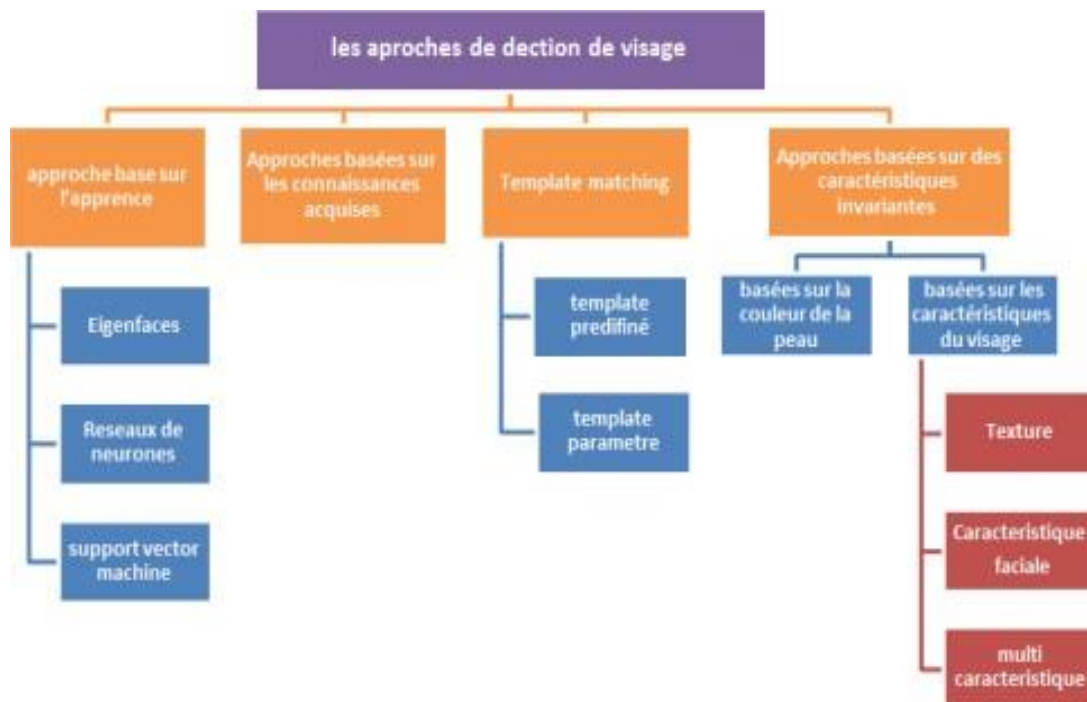 les aproches de dection de visage
approche base sur
l'apprence
Approches basées sur
les connaissances
acquises
Template matching
Approches basées sur des
caractéristiques
invariantes
Eigenfaces
Reseaux de
neurones
support vector
machine
template
predifiné
template
parametre
basées sur la
couleur de la
peau
basées sur les
caractéristiques
du visage
Texture
Caracteristique
faciale
multi
caracteristique